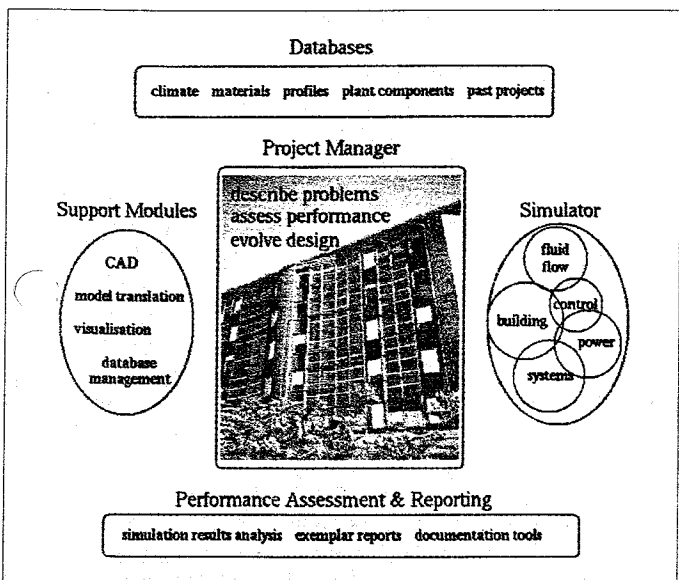 Databases
climate materials profiles plant components past projects
Project Manager
describe problems
assess performance
evolve design
Support Modules
CAD
model translation
visualisation
database
management
Simulator
fluid
flow
control
building
power
systems
Performance Assessment & Reporting
simulation results analysis exemplar reports documentation tools